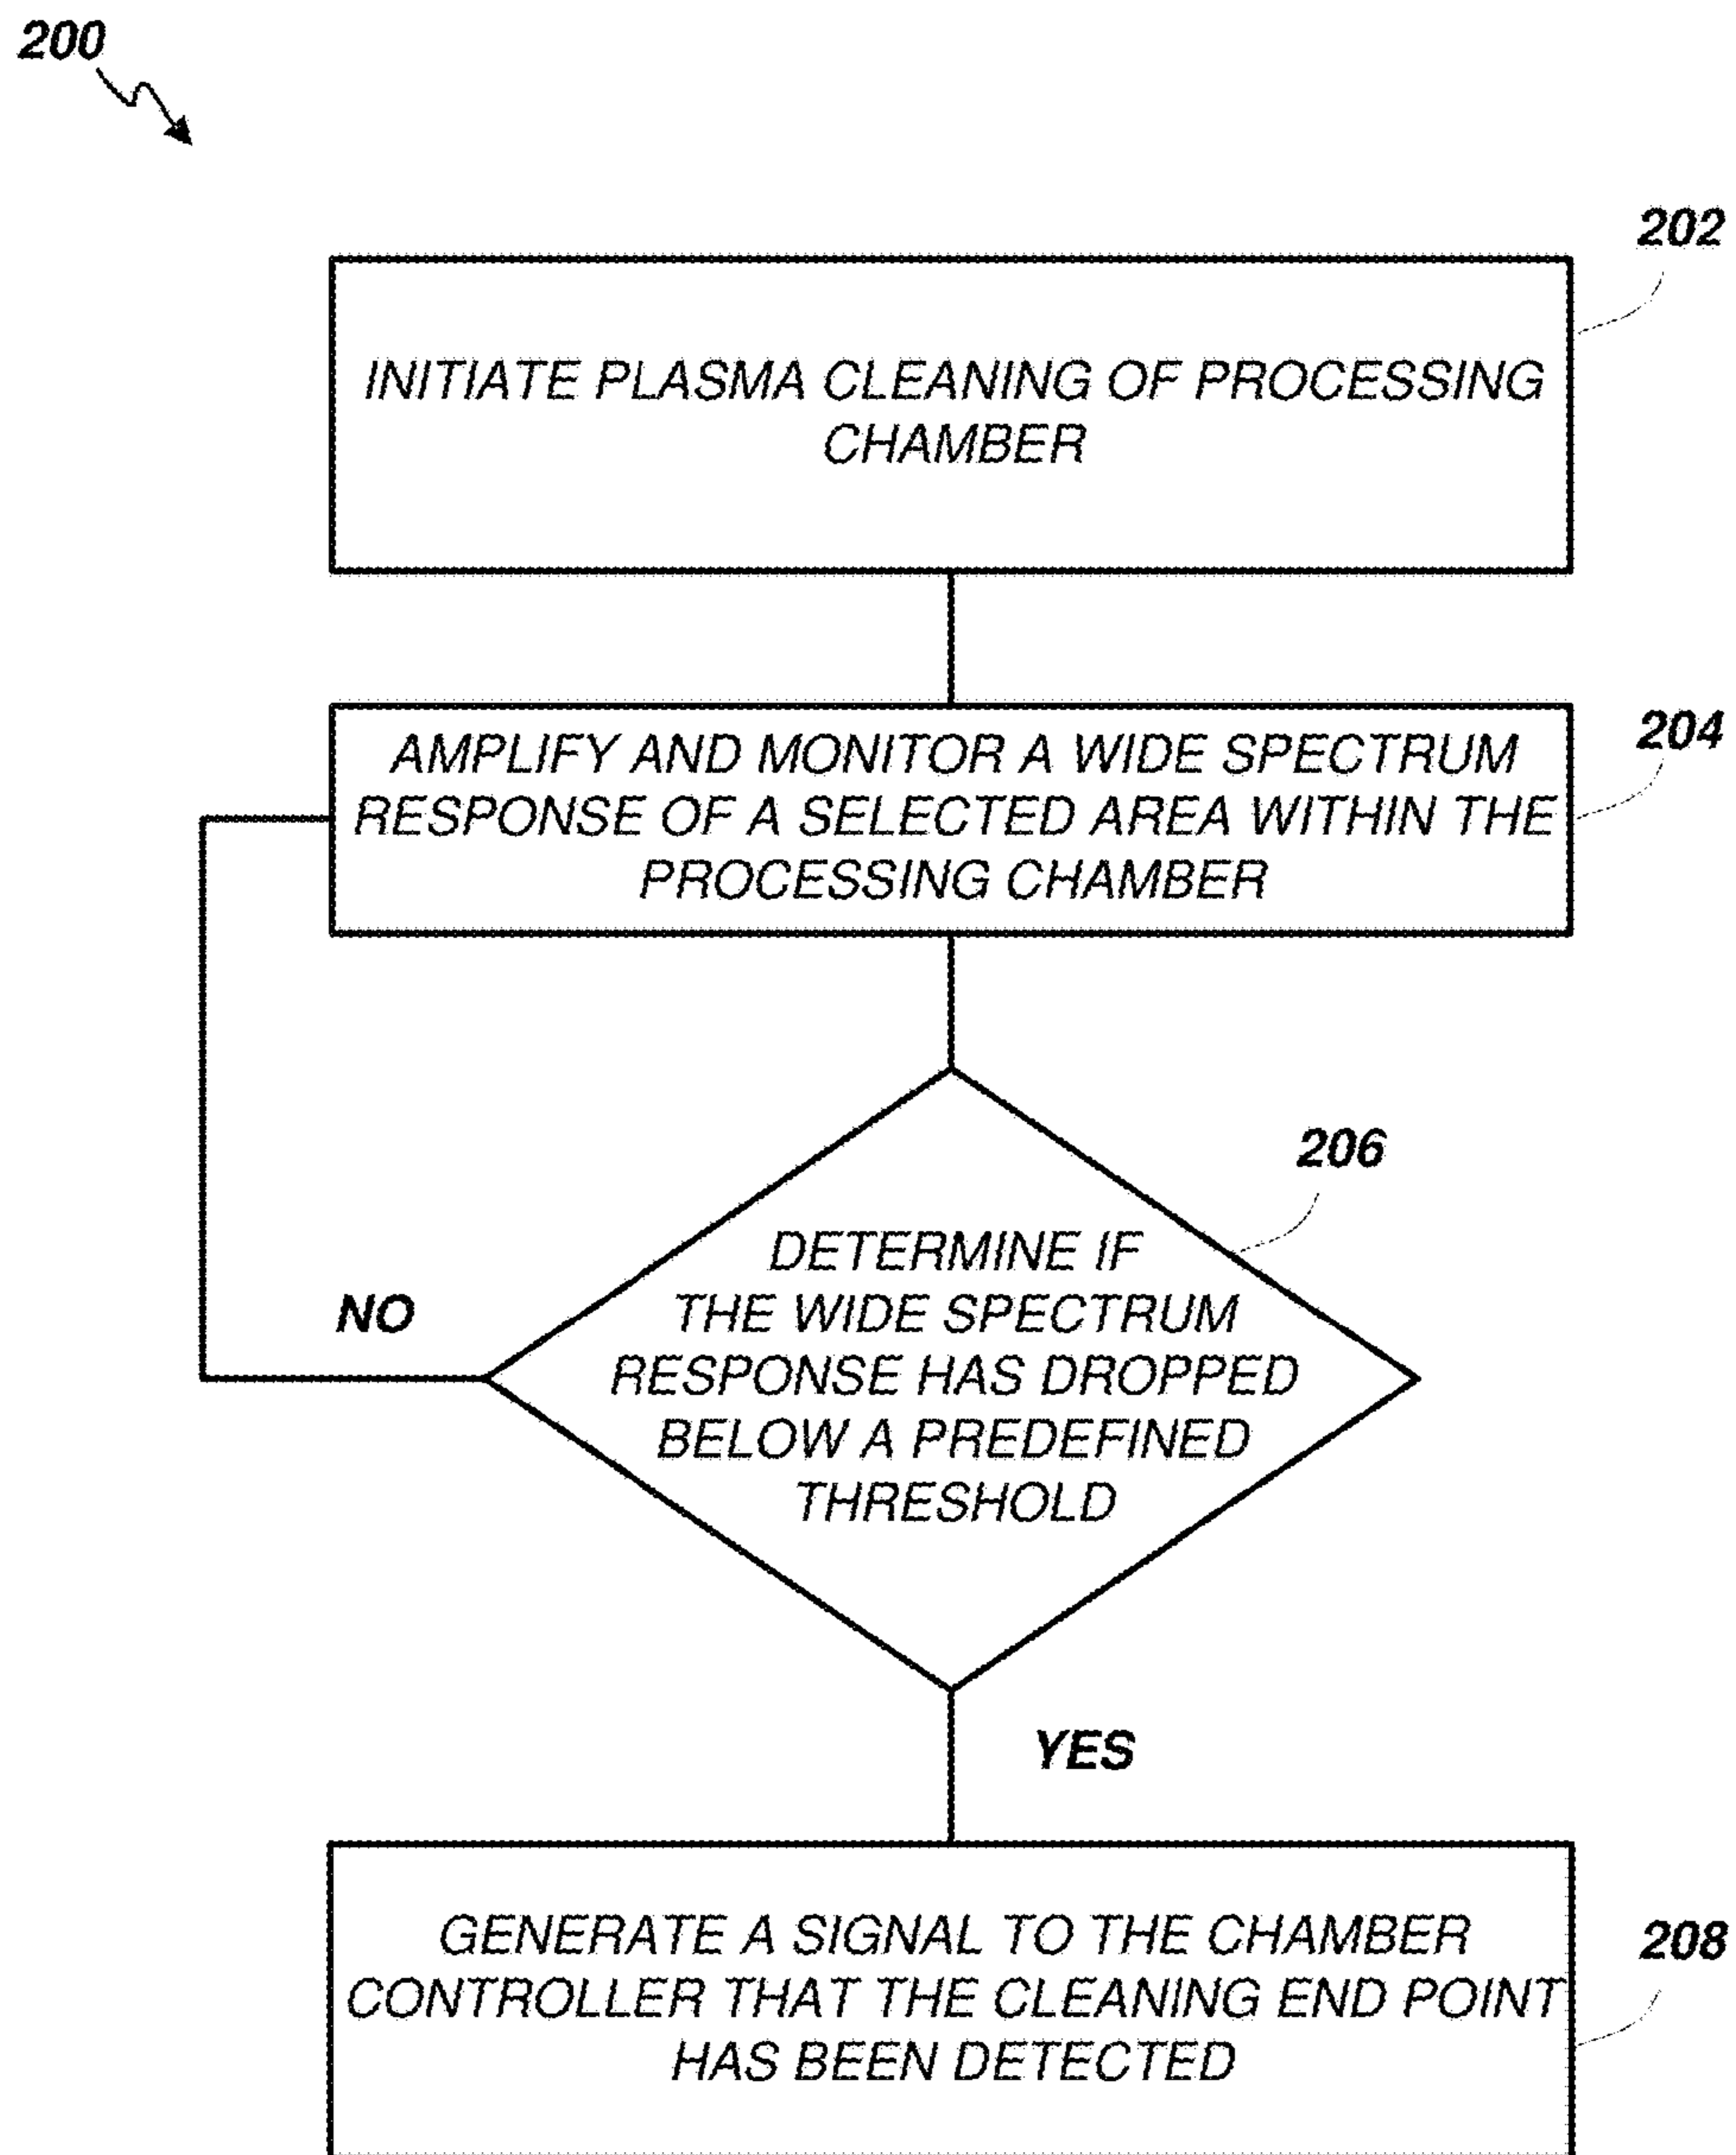 200
202
INITIATE PLASMA CLEANING OF PROCESSING
CHAMBER
204
AMPLIFY AND MONITOR A WIDE SPECTRUM
RESPONSE OF A SELECTED AREA WITHIN THE
PROCESSING CHAMBER
206
DETERMINE IF
THE WIDE SPECTRUM
RESPONSE HAS DROPPED
BELOW A PREDEFINED
THRESHOLD
NO
YES
208
GENERATE A SIGNAL TO THE CHAMBER
CONTROLLER THAT THE CLEANING END POINT
HAS BEEN DETECTED